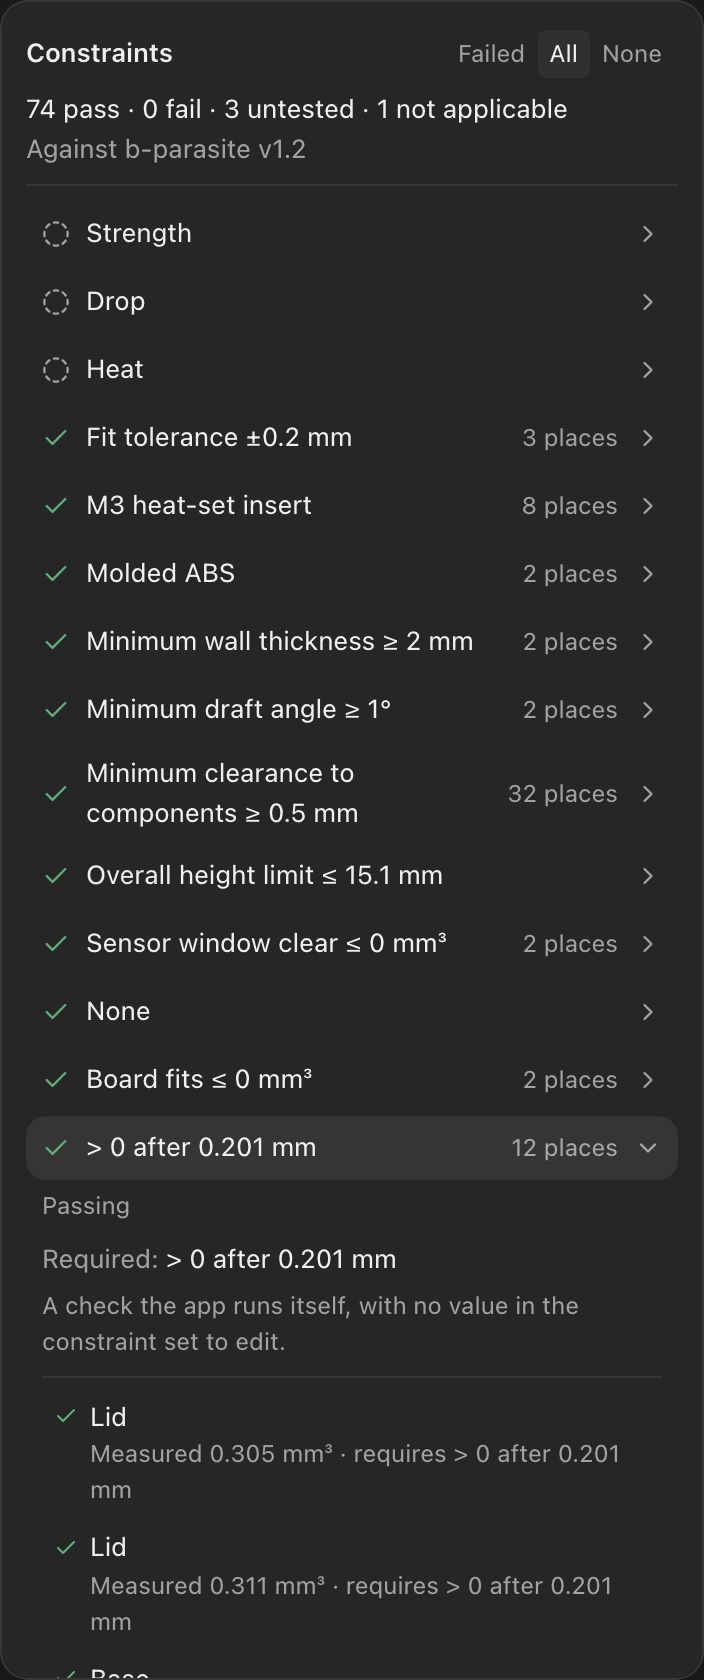 Constraints
Failed All None
74 pass · 0 fail · 3 untested · 1 not applicable
Against b-parasite v1.2
Strength
Drop
Heat
Fit tolerance ±0.2 mm 3 places
M3 heat-set insert 8 places
Molded ABS 2 places
Minimum wall thickness ≥ 2 mm 2 places
Minimum draft angle ≥ 1° 2 places
Minimum clearance to
components ≥ 0.5 mm 32 places
Overall height limit ≤ 15.1 mm
Sensor window clear ≤ 0 mm³ 2 places
None
Board fits ≤ 0 mm³ 2 places
> 0 after 0.201 mm 12 places
Passing
Required: > 0 after 0.201 mm
A check the app runs itself, with no value in the
constraint set to edit.
Lid
Measured 0.305 mm³ · requires > 0 after 0.201
mm
Lid
Measured 0.311 mm³ · requires > 0 after 0.201
mm
Base